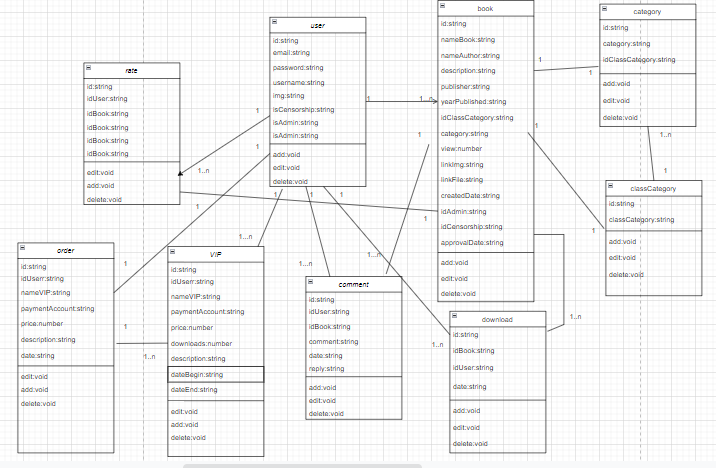 user
id:string
email:string
password:string
username:string
img:string
isCensorship:string
isAdmin:string
isAdmin:string
add:void
edit:void
delete:void
book
id:string
nameBook:string
nameAuthor:string
description:string
publisher:string
yearPublished:string
idClassCategory:string
category:string
view:number
linkImg:string
linkFile:string
createdDate:string
idAdmin:string
idCensorship:string
approvalDate:string
add:void
edit:void
delete:void
category
id:string
category:string
idClassCategory:string
add:void
edit:void
delete:void
rate
id:string
idUser:string
idBook:string
idBook:string
idBook:string
idBook:string
edit:void
add:void
delete:void
classCategory
id:string
classCategory:string
add:void
edit:void
delete:void
order
id:string
idUserr:string
nameVIP:string
paymentAccount:string
price:number
description:string
date:string
edit:void
add:void
delete:void
VIP
id:string
idUserr:string
nameVIP:string
paymentAccount:string
price:number
downloads:number
description:string
dateBegin:string
dateEnd:string
edit:void
add:void
delete:void
comment
id:string
idUser:string
idBook:string
comment:string
date:string
reply:string
add:void
edit:void
delete:void
download
id:string
idBook:string
idUser:string
date:string
add:void
edit:void
delete:void
1
1..n
1
1
1
1..n
1
1..n
1
1
1
1
1
1
1
1
1
1
1
1...n
1...n
1...n
1..n
1..n
1..n